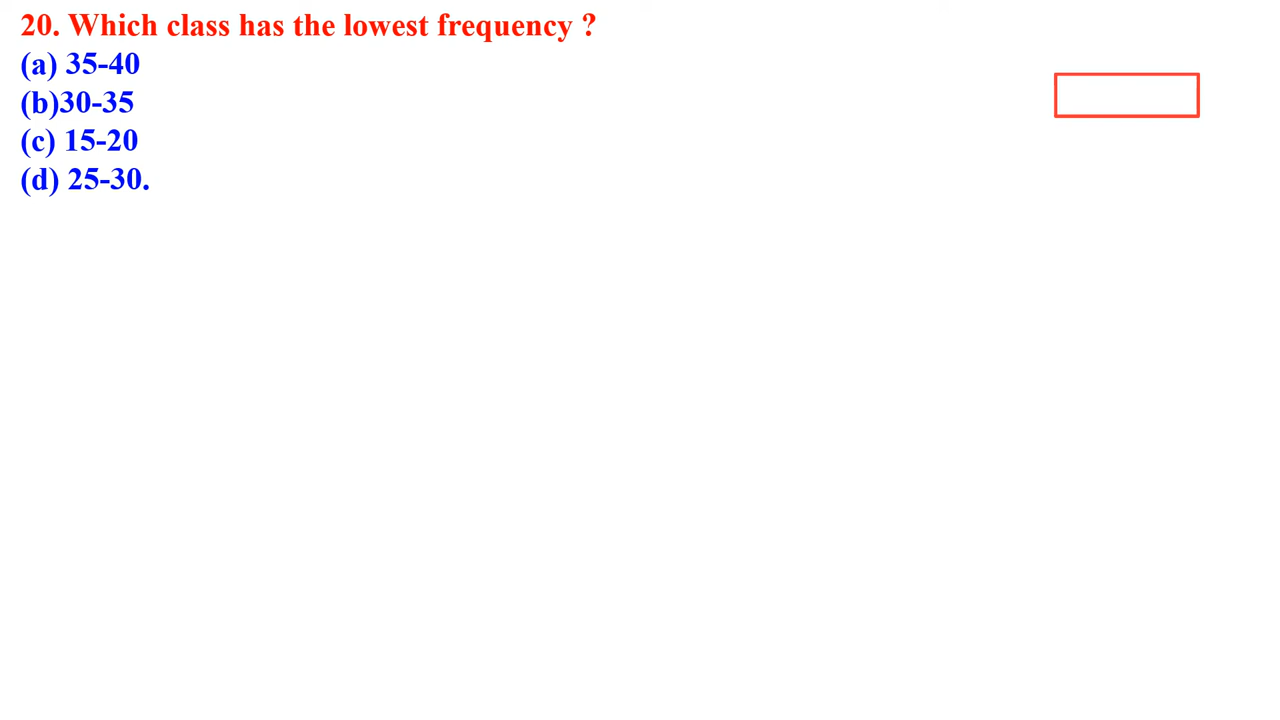 20. Which class has the lowest frequency ?
(a) 35-40
(b)30-35
(c) 15-20
(d) 25-30.